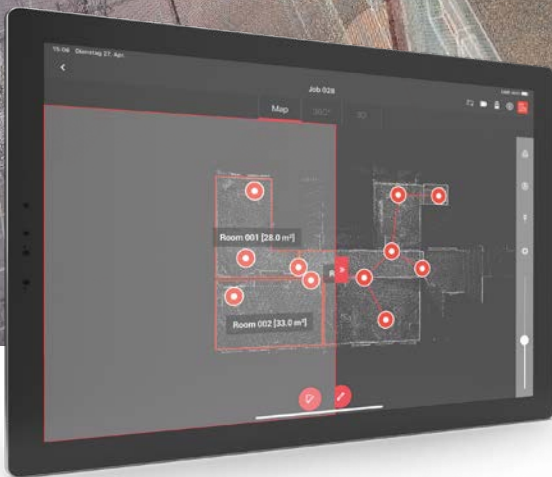 15:06 Dienstag 27. Apr.
Job 028
Map
360°
3D
Room 001 [28.0 m²]
R
Room 002 [33.0 m²]